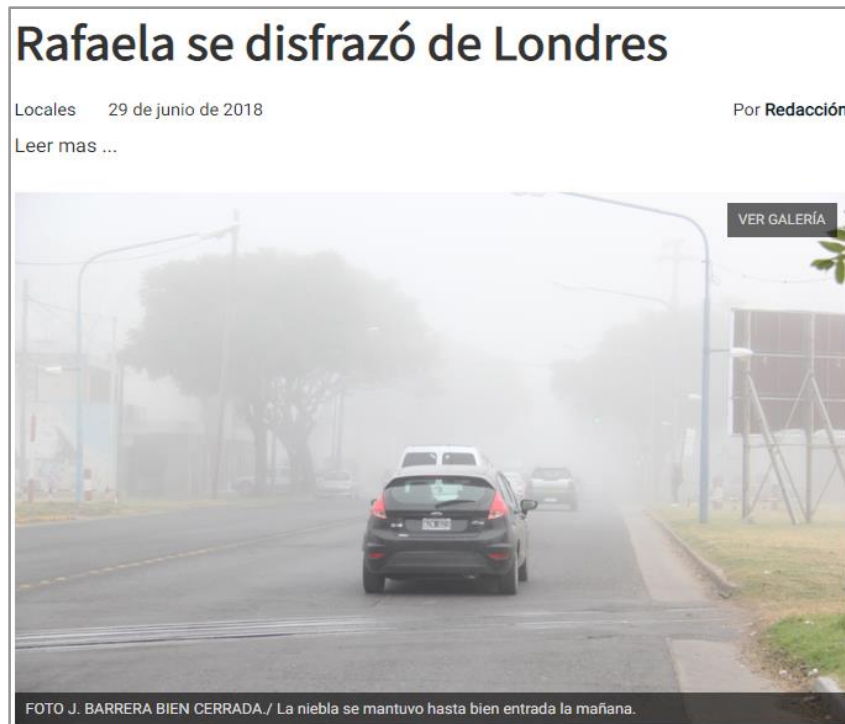 Rafaela se disfrazó de Londres
Locales 29 de junio de 2018 Por Redacción
Leer mas ...
VER GALERÍA
FOTO J. BARRERA BIEN CERRADA./ La niebla se mantuvo hasta bien entrada la mañana.